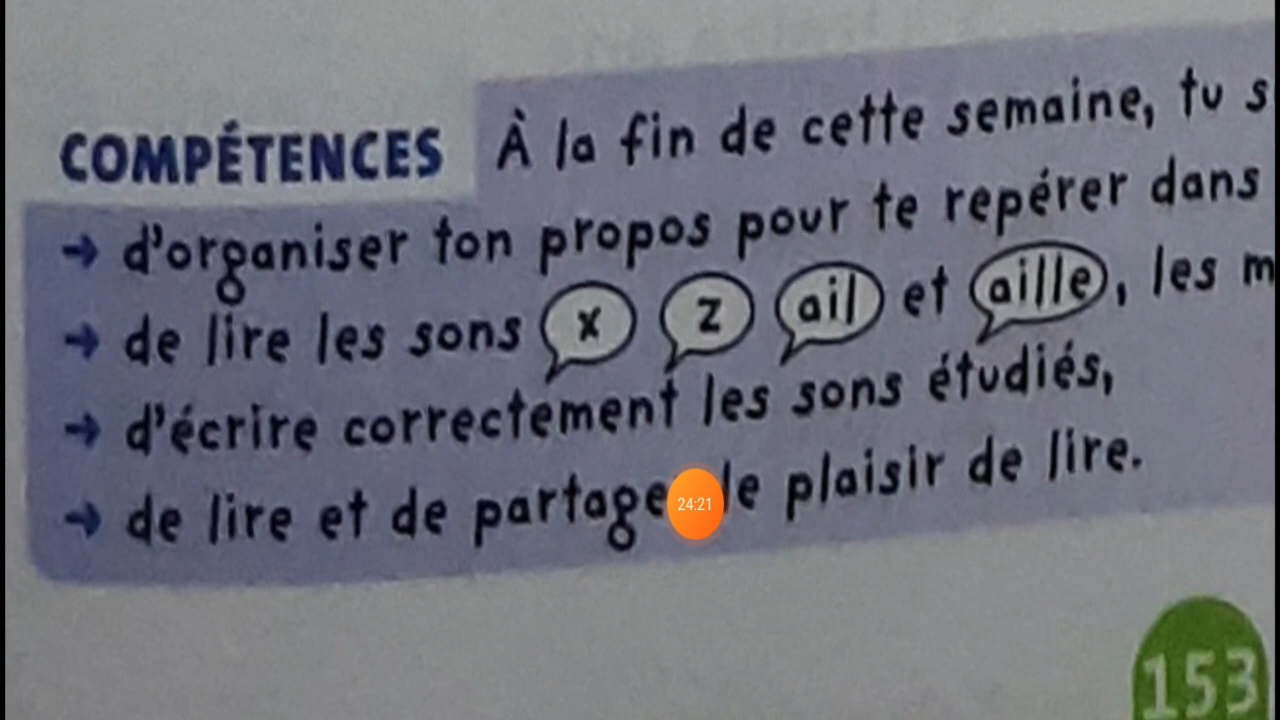 COMPÉTENCES À la fin de cette semaine, tu
→ d'organiser ton propos pour te repérer dans
→ de lire les sons x z ail et aille, les
→ d'écrire correctement les sons étudiés,
→ de lire et de partage le plaisir de lire.
24:21
153